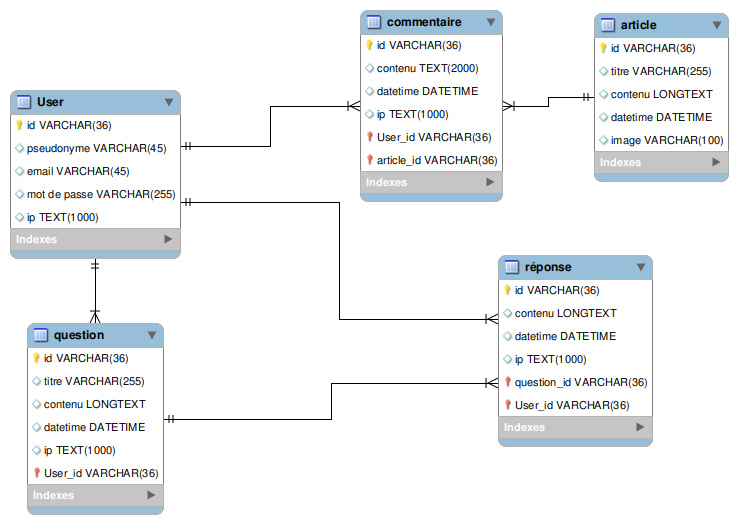 commentaire
id VARCHAR(36)
contenu TEXT(2000)
datetime DATETIME
ip TEXT(1000)
User_id VARCHAR(36)
article_id VARCHAR(36)
Indexes
article
id VARCHAR(36)
titre VARCHAR(255)
contenu LONGTEXT
datetime DATETIME
image VARCHAR(100)
Indexes
User
id VARCHAR(36)
pseudonyme VARCHAR(45)
email VARCHAR(45)
mot de passe VARCHAR(255)
ip TEXT(1000)
Indexes
réponse
id VARCHAR(36)
contenu LONGTEXT
datetime DATETIME
ip TEXT(1000)
question_id VARCHAR(36)
User_id VARCHAR(36)
Indexes
question
id VARCHAR(36)
titre VARCHAR(255)
contenu LONGTEXT
datetime DATETIME
ip TEXT(1000)
User_id VARCHAR(36)
Indexes